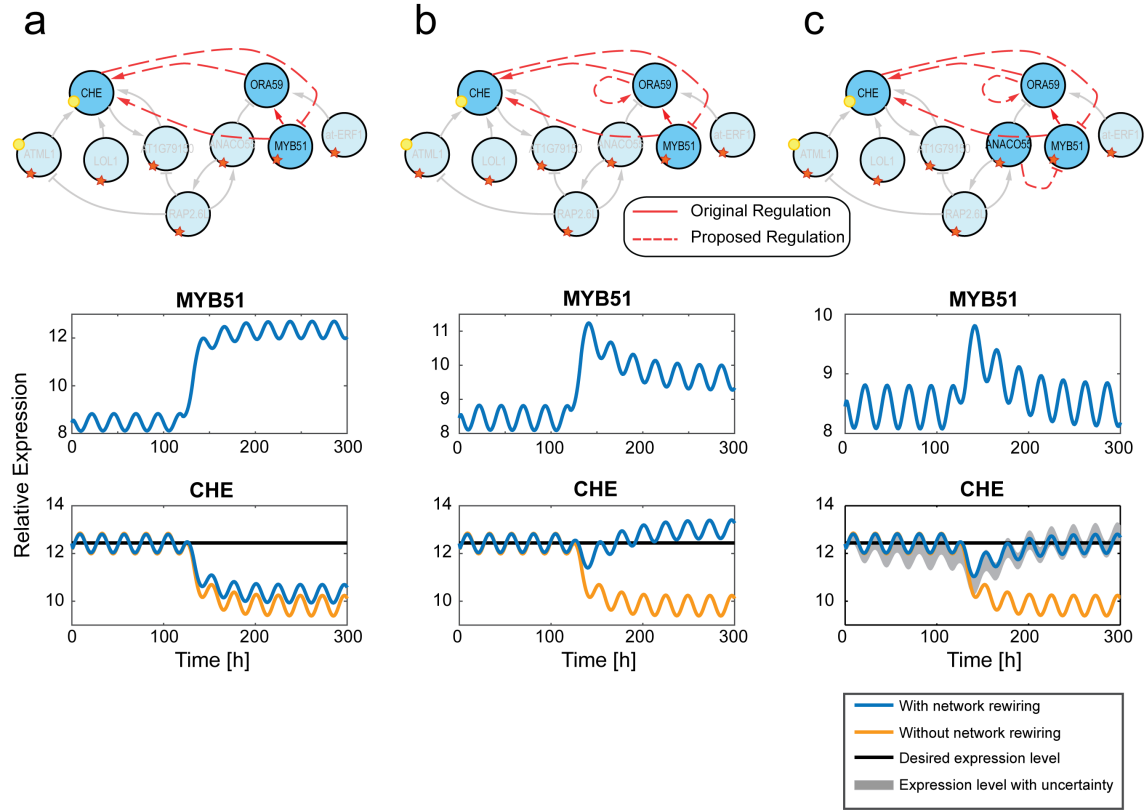 a
b
c
CHE
ORA59
ATML1
LOL1
AT1G79150
MYB51
at-ERF1
RAP2.6L
CHE
ORA59
ATML1
LOL1
AT1G79150
MYB51
at-ERF1
RAP2.6L
CHE
ORA59
ATML1
LOL1
AT1G79150
ANAC055
MYB51
at-ERF1
RAP2.6L
Original Regulation
Proposed Regulation
Relative Expression
MYB51
12
10
8
0
100
200
300
MYB51
11
10
9
8
0
100
200
300
MYB51
10
9
8
0
100
200
300
CHE
14
12
10
0
100
200
300
Time [h]
CHE
14
12
10
0
100
200
300
Time [h]
CHE
14
12
10
0
100
200
300
Time [h]
With network rewiring
Without network rewiring
Desired expression level
Expression level with uncertainty